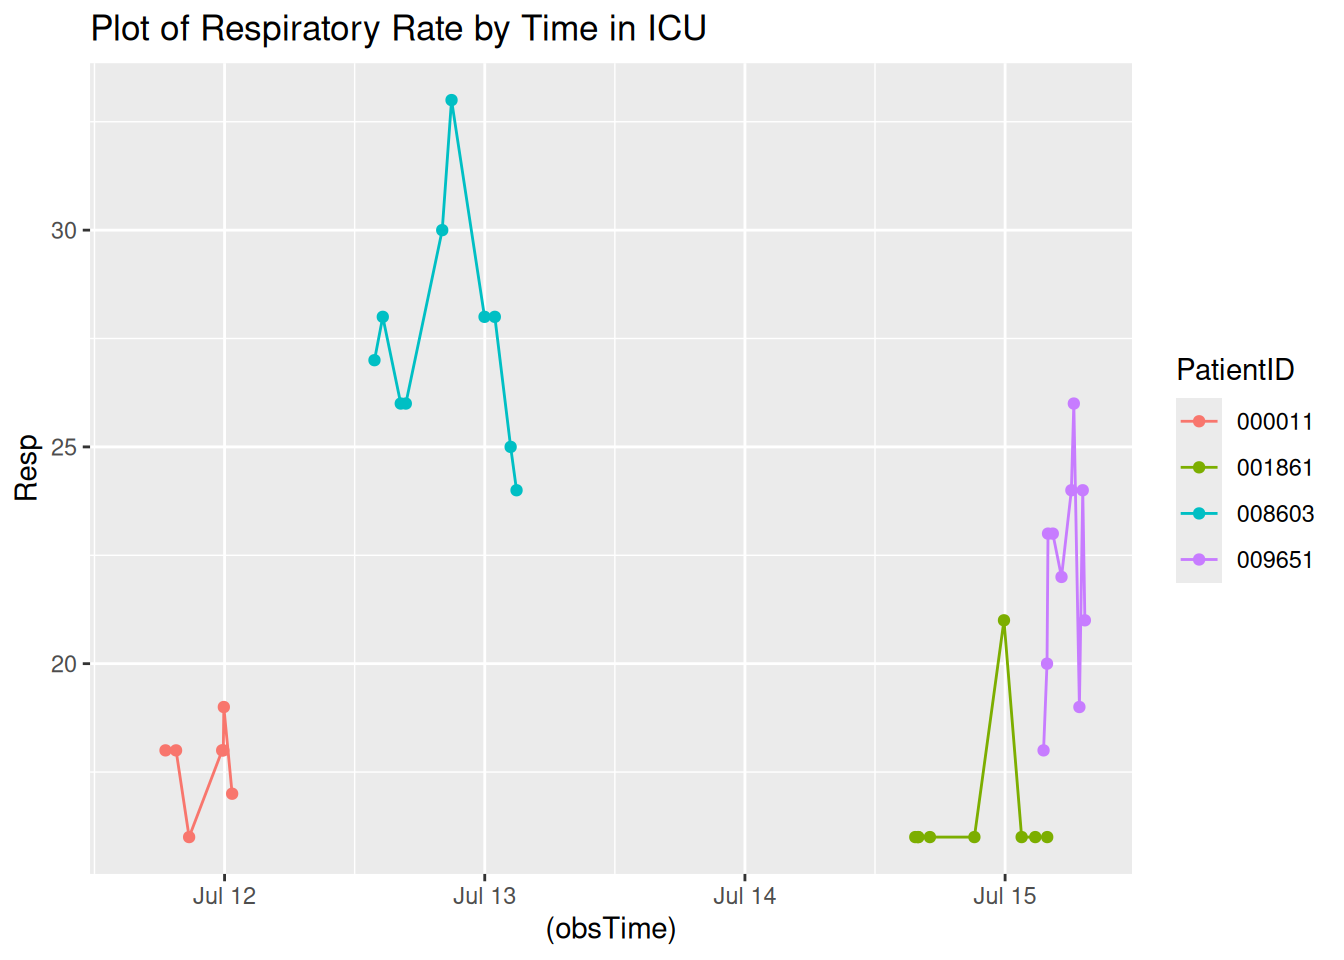 Plot of Respiratory Rate by Time in ICU
30
25
20
Resp
Jul 12
Jul 13
Jul 14
Jul 15
(obsTime)
PatientID
000011
001861
008603
009651